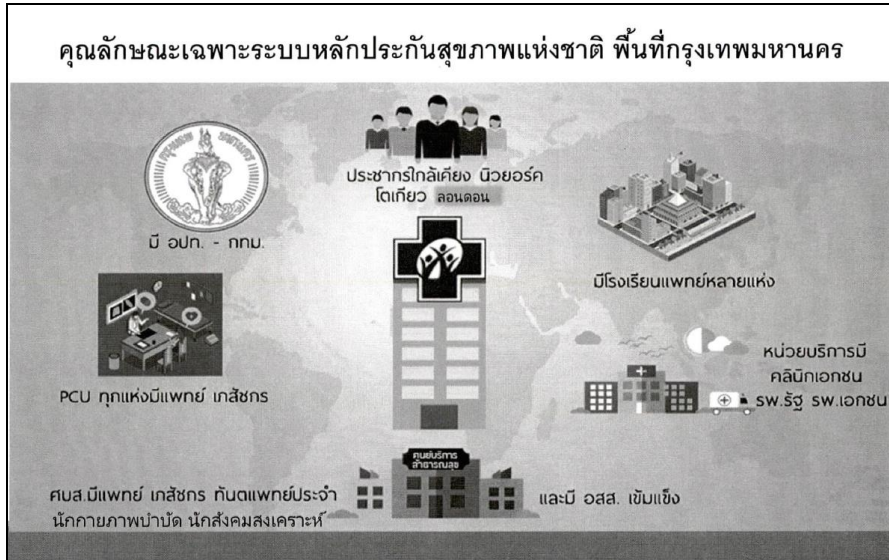 คุณลักษณะเฉพาะระบบหลักประกันสุขภาพแห่งชาติ พื้นที่กรุงเทพมหานคร
ประชากรใกล้เคียง นิวยอร์ค
โตเกียว ลอนดอน
กรุงเทพ มหานคร
มี อปท. - กทม.
มีโรงเรียนแพทย์หลายแห่ง
PCU ทุกแห่งมีแพทย์ เภสัชกร
หน่วยบริการมี
คลินิกเอกชน
รพ.รัฐ รพ.เอกชน
ศูนย์บริการ
สาธารณสุข
ศบส.มีแพทย์ เภสัชกร ทันตแพทย์ประจำ
นักกายภาพบำบัด นักสังคมสงเคราะห์
และมี อสส. เข้มแข็ง